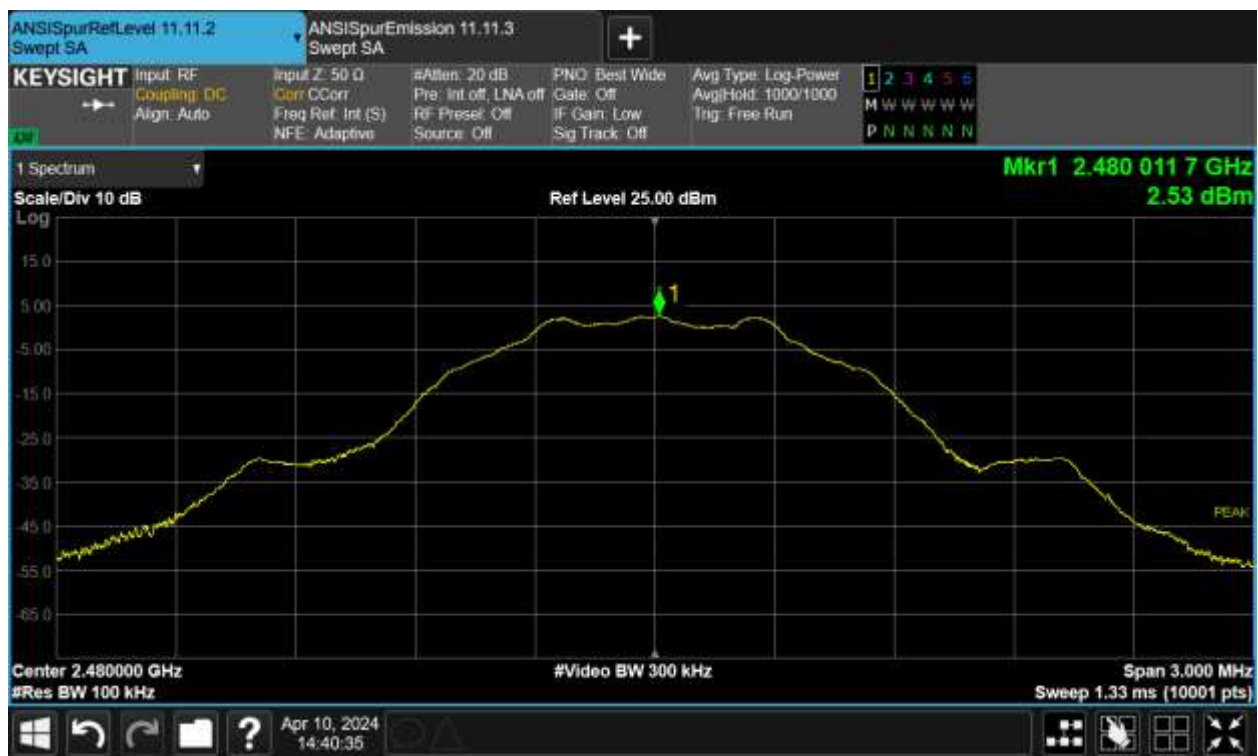 ANSISpurRefLevel 11.11.2
Swept SA
ANSISpurEmission 11.11.3
Swept SA
KEYSIGHT
Input: RF
Coupling: DC
Align: Auto
Input Z: 50 Ω
Corr CCorr
Freq Ref: Int (S)
NFE: Adaptive
#Atten: 20 dB
Pre: Int off, LNA off
RF Presel: Off
Source: Off
PNO: Best Wide
Gate: Off
IF Gain: Low
Sig Track: Off
Avg Type: Log-Power
Avg|Hold: 1000/1000
Trig: Free Run
1 2 3 4 5 6
M W W W W W W
P N N N N N N
1 Spectrum
Mkr1 2.480 011 7 GHz
Scale/Div 10 dB
Ref Level 25.00 dBm
2.53 dBm
Log
15.0
5.00
-5.00
-15.0
-25.0
-35.0
-45.0
-55.0
-65.0
1
PEAK
Center 2.480000 GHz
#Video BW 300 kHz
Span 3.000 MHz
#Res BW 100 kHz
Sweep 1.33 ms (10001 pts)
?
Apr 10, 2024
14:40:35